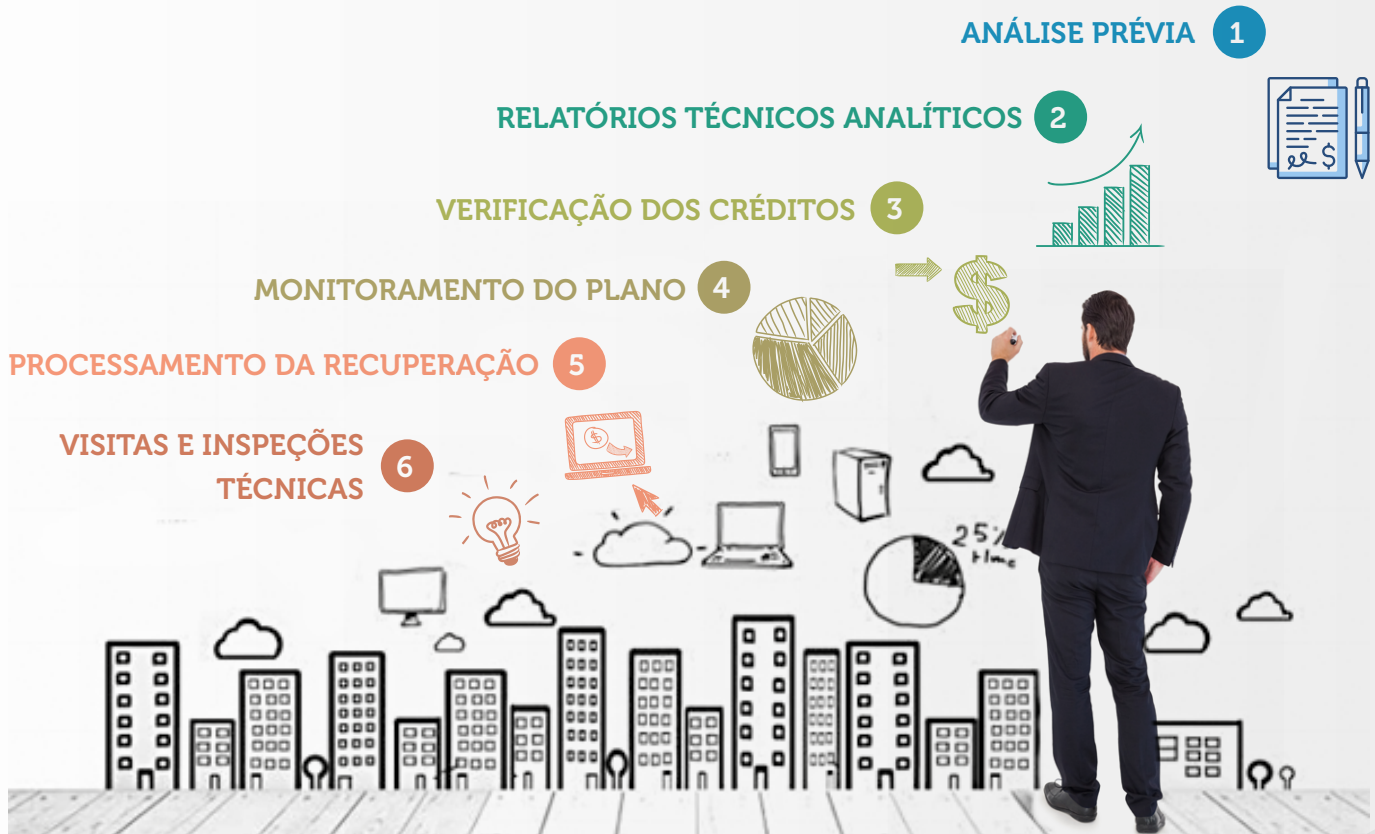 ANÁLISE PRÉVIA 1
RELATÓRIOS TÉCNICOS ANALÍTICOS 2
VERIFICAÇÃO DOS CRÉDITOS 3
MONITORAMENTO DO PLANO 4
PROCESSAMENTO DA RECUPERAÇÃO 5
VISITAS E INSPEÇÕES
TÉCNICAS
6
25%
time